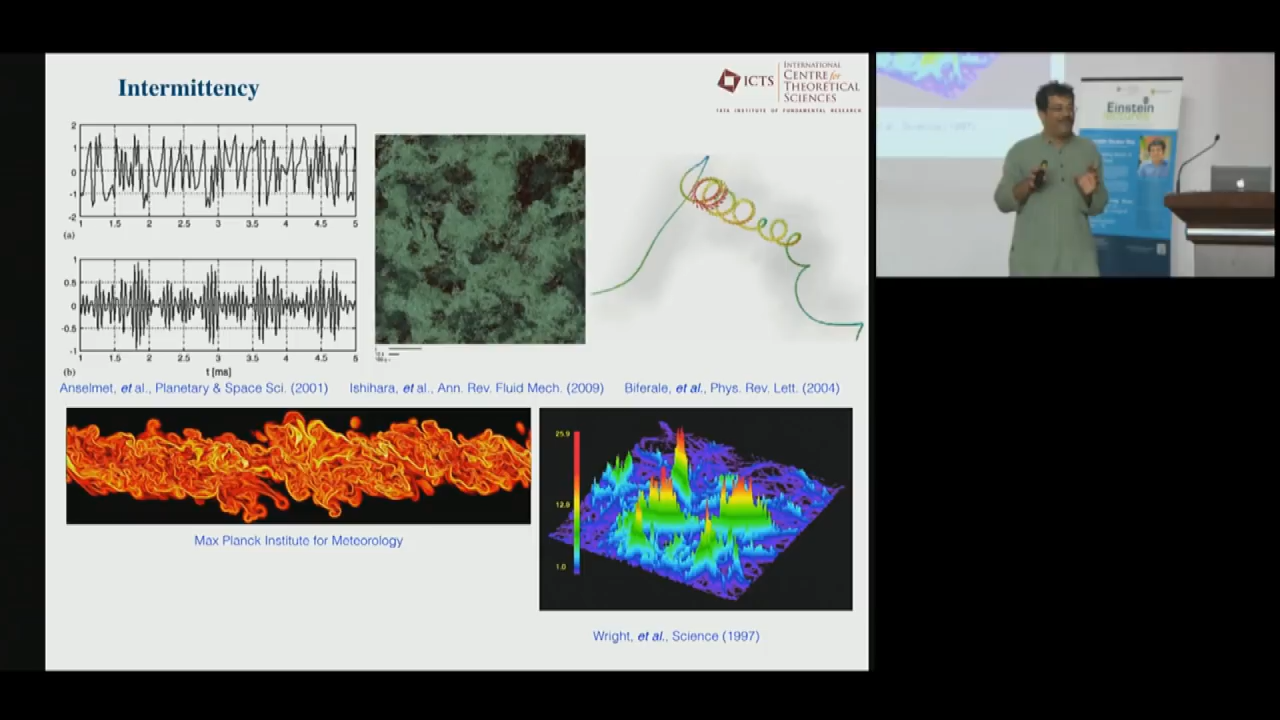 Intermittency
ICTS
INTERNATIONAL
CENTRE for
THEORETICAL
SCIENCES
TATA INSTITUTE OF FUNDAMENTAL RESEARCH
2
1
0
-1
-2
1 1.5 2 2.5 3 3.5 4 4.5 5
(a)
1
0.5
0
-0.5
-1
1 1.5 2 2.5 3 3.5 4 4.5 5
(b)
t [ms]
Anselmet, et al., Planetary & Space Sci. (2001)
Ishihara, et al., Ann. Rev. Fluid Mech. (2009)
Biferale, et al., Phys. Rev. Lett. (2004)
25.9
12.9
1.0
Max Planck Institute for Meteorology
Wright, et al., Science (1997)
Einstein